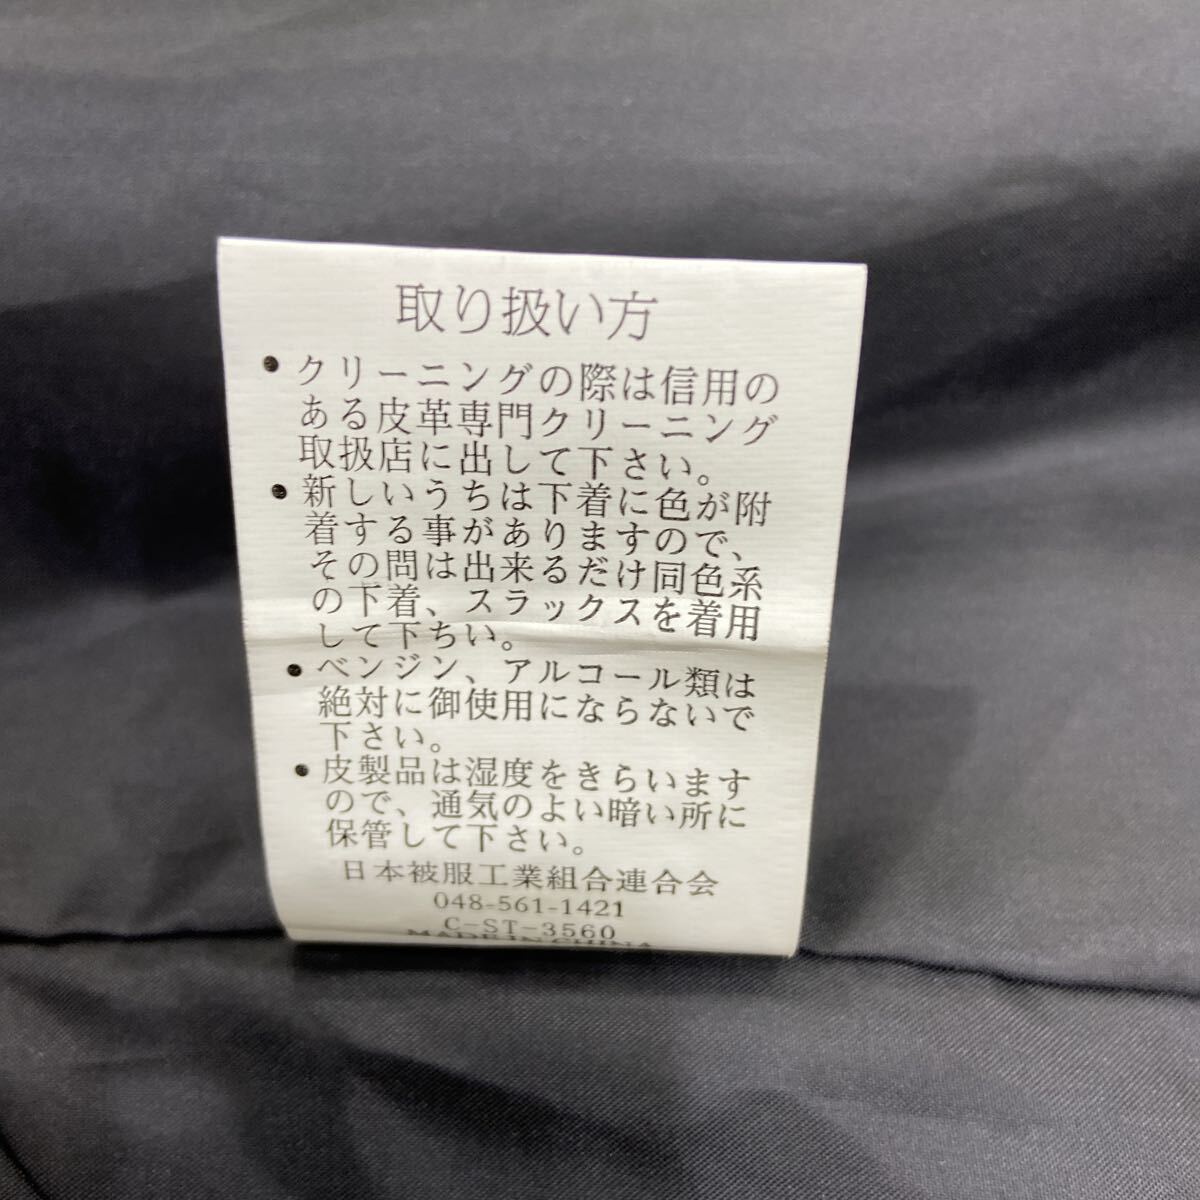 取り扱い方
• クリーニングの際は信用の
ある皮革専門クリーニング
取扱店に出して下さい。
• 新しいうちは下着に色が附
着する事がありますので、
その問は出来るだけ同色系
の下着、スラックスを着用
して下ちい。
• ベンジン、アルコール類は
絶対に御使用にならないで
下さい。
• 皮製品は湿度をきらいます
ので、通気のよい暗い所に
保管して下さい。
日本被服工業組合連合会
048-561-1421
C-ST-3560
MADE IN CHINA